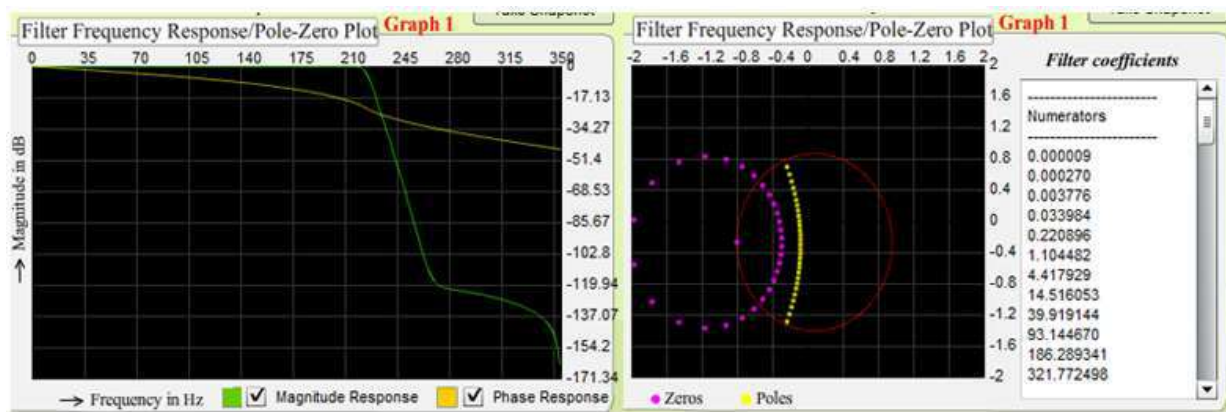 Graph 1
Filter Frequency Response/Pole-Zero Plot
0 35 70 105 140 175 210 245 280 315 350
0
-17.13
-34.27
-51.4
-68.53
-85.67
-102.8
-119.94
-137.07
-154.2
-171.34
Magnitude in dB
→ Frequency in Hz
Magnitude Response
Phase Response
Take Snapshot
Graph 1
Filter Frequency Response/Pole-Zero Plot
-2 -1.6 -1.2 -0.8 -0.4 0 0.4 0.8 1.2 1.6 2
2
1.6
1.2
0.8
0.4
0
-0.4
-0.8
-1.2
-1.6
-2
Zeros
Poles
Filter coefficients
------------------------
Numerators
------------------------
0.000009
0.000270
0.003776
0.033984
0.220896
1.104482
4.417929
14.516053
39.919144
93.144670
186.289341
321.772498